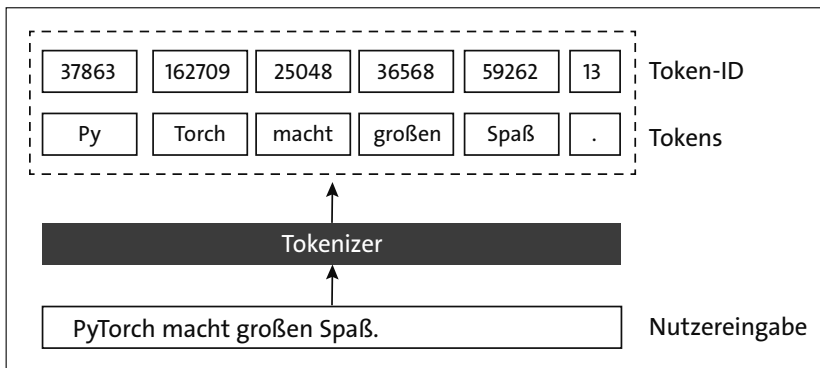 37863 162709 25048 36568 59262 13 Token-ID
Py Torch macht großen Spaß . Tokens
Tokenizer
PyTorch macht großen Spaß. Nutzereingabe